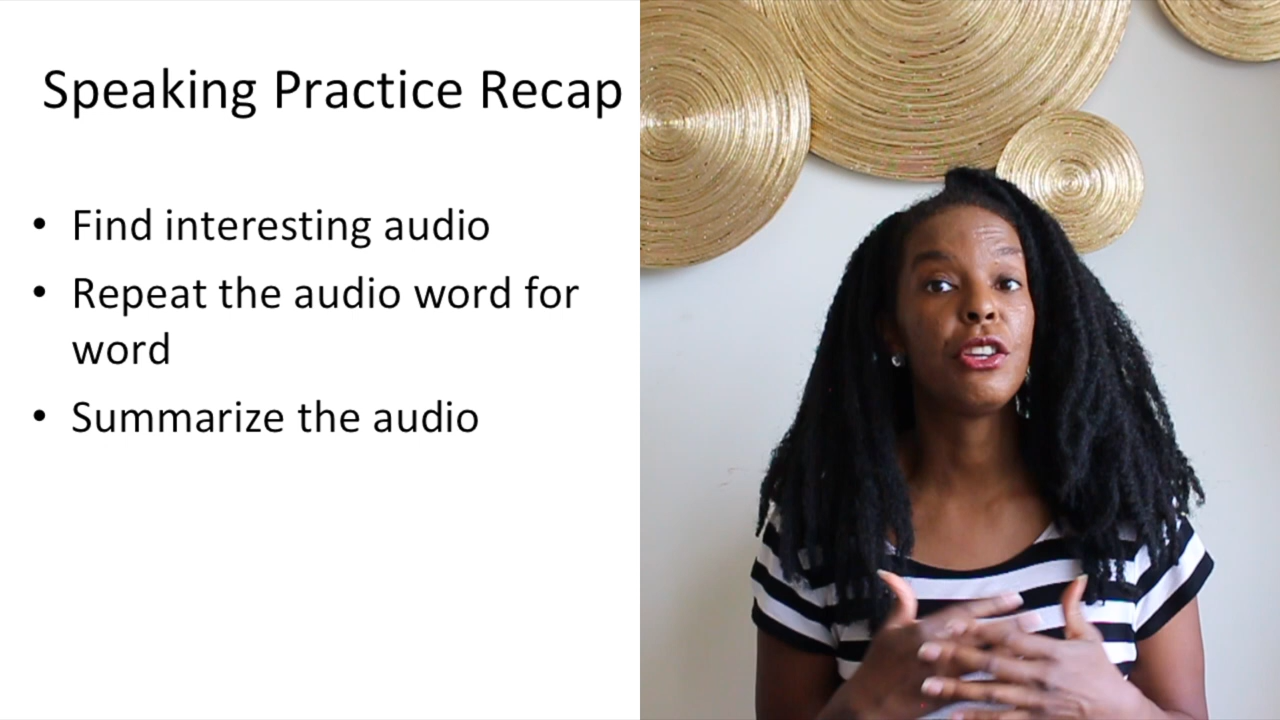 Speaking Practice Recap
• Find interesting audio
• Repeat the audio word for
word
• Summarize the audio